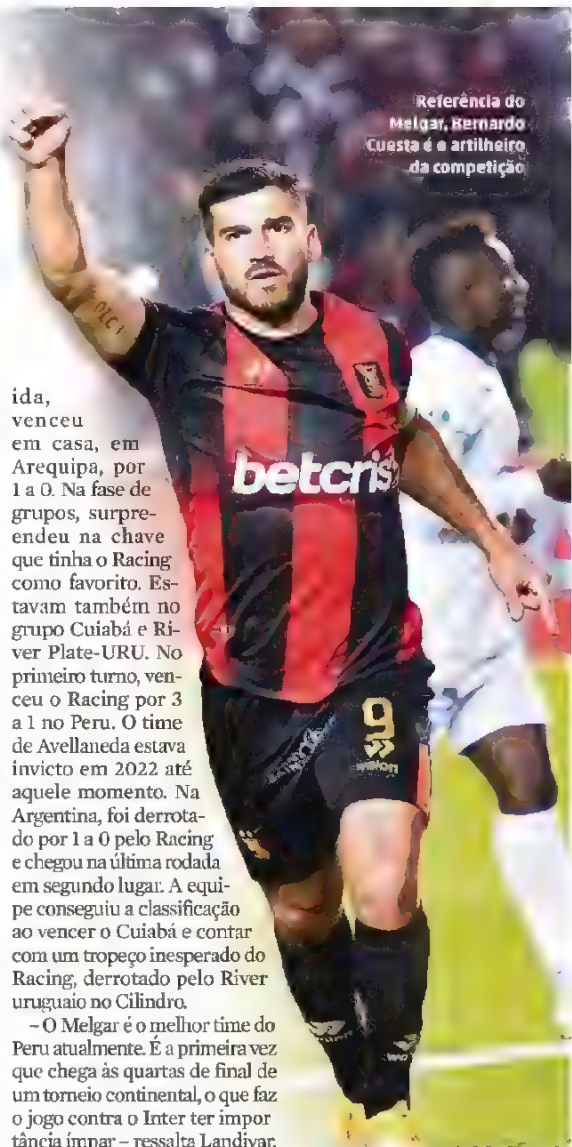 Referência do
Melgar, Bernardo
Cuesta é o artilheiro
da competição
ida,
venceu
em casa, em
Arequipa, por
1 a 0. Na fase de
grupos, surpre-
endeu na chave
que tinha o Racing
como favorito. Es-
tavam também no
grupo Cuiabá e Ri-
ver Plate-URU. No
primeiro turno, ven-
ceu o Racing por 3
a 1 no Peru. O time
de Avellaneda estava
invicto em 2022 até
aquele momento. Na
Argentina, foi derrota-
do por 1 a 0 pelo Racing
e chegou na última rodada
em segundo lugar. A equi-
pe conseguiu a classificação
ao vencer o Cuiabá e contar
com um tropeço inesperado do
Racing, derrotado pelo River
uruguaio no Cilindro.
– O Melgar é o melhor time do
Peru atualmente. É a primeira vez
que chega às quartas de final de
um torneio continental, o que faz
o jogo contra o Inter ter impor
tância ímpar – ressalta Landivar.
betcris
9
walon